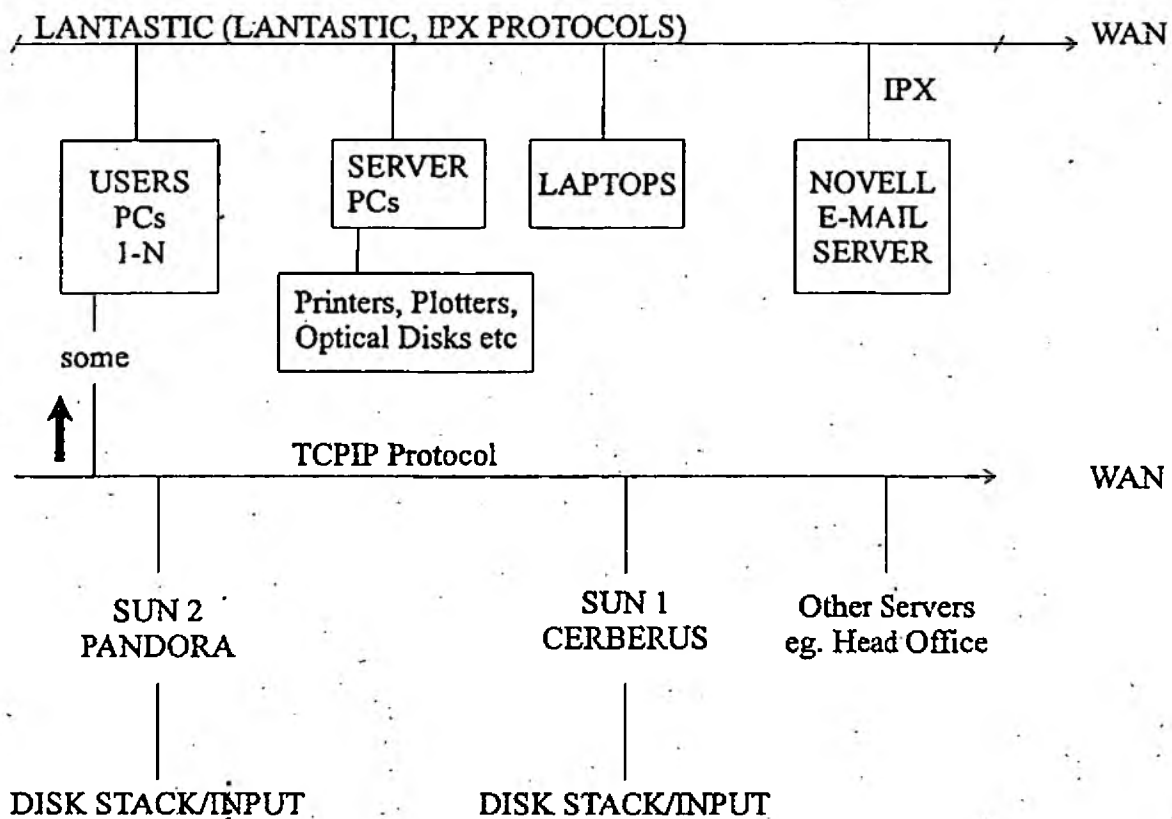 LANTASTIC (LANTASTIC, IPX PROTOCOLS)
WAN
IPX
USERS
PCs
1-N
SERVER
PCs
LAPTOPS
NOVELL
E-MAIL
SERVER
Printers, Plotters,
Optical Disks etc
some
TCPIP Protocol
WAN
SUN 2
PANDORA
SUN 1
CERBERUS
Other Servers
eg. Head Office
DISK STACK/INPUT
DISK STACK/INPUT